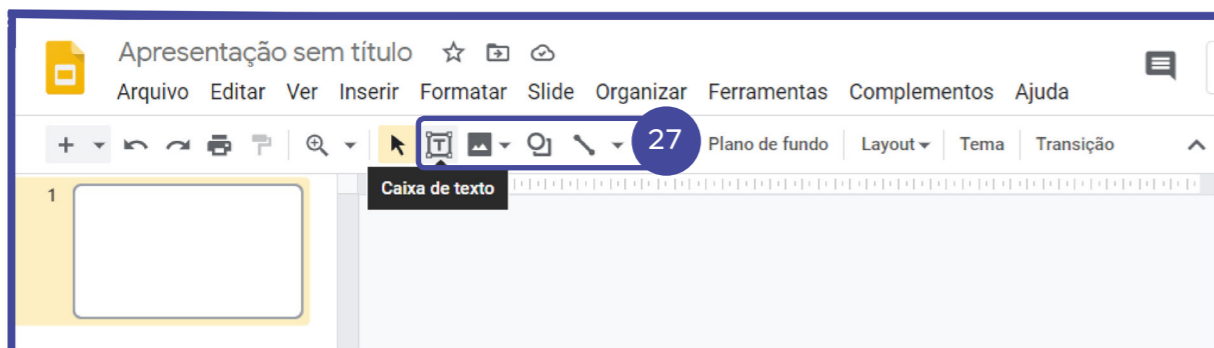 Apresentação sem título
Arquivo Editar Ver Inserir Formatar Slide Organizar Ferramentas Complementos Ajuda
27 Plano de fundo Layout Tema Transição
Caixa de texto
1